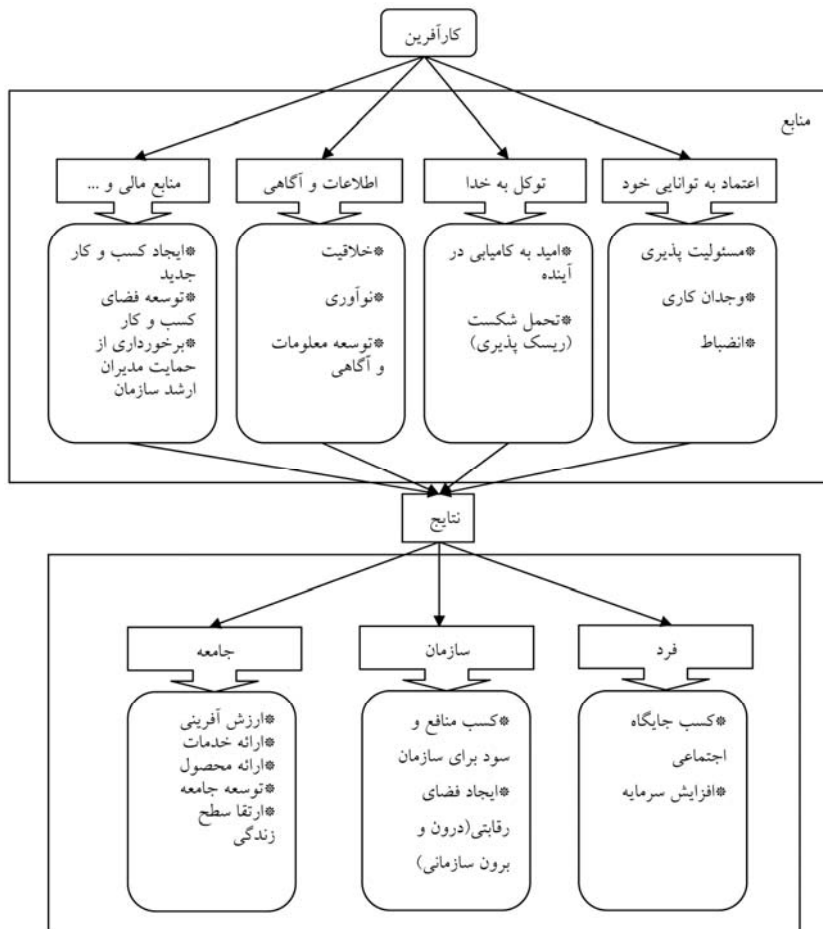 کارآفرین
منابع
اعتماد به توانایی خود
توکل به خدا
اطلاعات و آگاهی
منابع مالی و ...
*مسئولیت پذیری
*وجدان کاری
*انضباط
*امید به کامیابی در
آینده
*تحمل شکست
(ریسک پذیری)
*خلاقیت
*نوآوری
*توسعه معلومات
و آگاهی
*ایجاد کسب و کار
جدید
*توسعه فضای
کسب و کار
*برخورداری از
حمایت مدیران
ارشد سازمان
نتایج
فرد
سازمان
جامعه
*کسب جایگاه
اجتماعی
*افزایش سرمایه
*کسب منافع و
سود برای سازمان
*ایجاد فضای
رقابتی(درون و
برون سازمانی)
*ارزش آفرینی
*ارائه خدمات
*ارائه محصول
*توسعه جامعه
*ارتقا سطح
زندگی